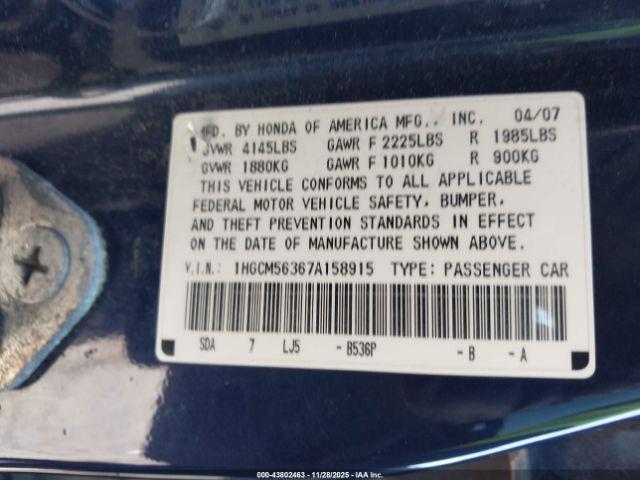 MFD. BY HONDA OF AMERICA MFG., INC. 04/07
GVWR 4145LBS GAWR F 2225LBS R 1985LBS
GVWR 1880KG GAWR F 1010KG R 900KG
THIS VEHICLE CONFORMS TO ALL APPLICABLE
FEDERAL MOTOR VEHICLE SAFETY, BUMPER,
AND THEFT PREVENTION STANDARDS IN EFFECT
ON THE DATE OF MANUFACTURE SHOWN ABOVE.
V.I.N.: 1HGCM56367A158915 TYPE: PASSENGER CAR
SDA 7 LJ5 - B536P - B - A
©-43802463 - 11/28/2025 - IAA Inc.